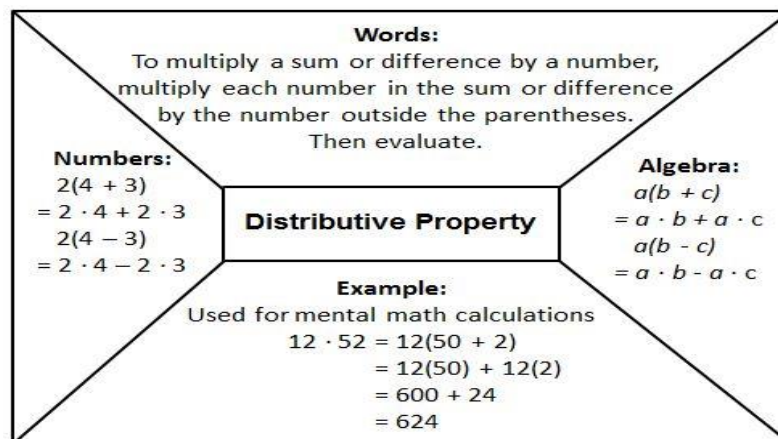 Words:
To multiply a sum or difference by a number,
multiply each number in the sum or difference
by the number outside the parentheses.
Then evaluate.
Numbers:
2(4 + 3)
= 2 · 4 + 2 · 3
2(4 – 3)
= 2 · 4 – 2 · 3
Distributive Property
Algebra:
a(b + c)
= a · b + a · c
a(b - c)
= a · b - a · c
Example:
Used for mental math calculations
12 · 52 = 12(50 + 2)
= 12(50) + 12(2)
= 600 + 24
= 624